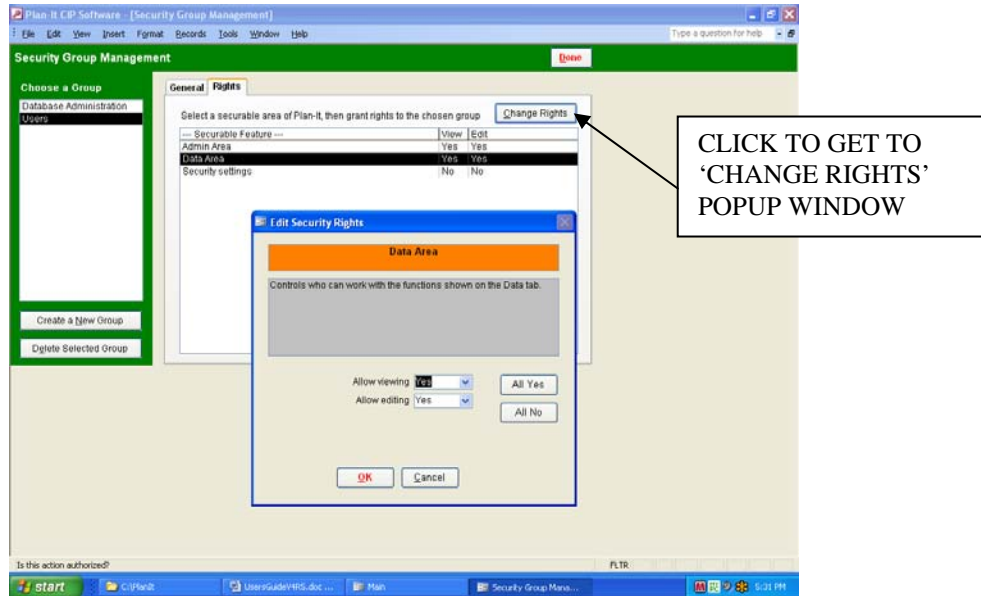 Plan-It CIP Software - [Security Group Management]
File Edit View Insert Format Records Tools Window Help
Type a question for help
Security Group Management
Done
Choose a Group
Database Administration
Users
Create a New Group
Delete Selected Group
General Rights
Select a securable area of Plan-It, then grant rights to the chosen group
Change Rights
--- Securable Feature --- View Edit
Admin Area Yes Yes
Data Area Yes Yes
Security settings No No
CLICK TO GET TO
‘CHANGE RIGHTS’
POPUP WINDOW
Edit Security Rights
Data Area
Controls who can work with the functions shown on the Data tab.
Allow viewing Yes
All Yes
Allow editing Yes
All No
OK Cancel
Is this action authorized?
FLTR
start
C:\PlanIt
UsersGuideV4RS.doc ...
Main
Security Group Mana...
5:31 PM